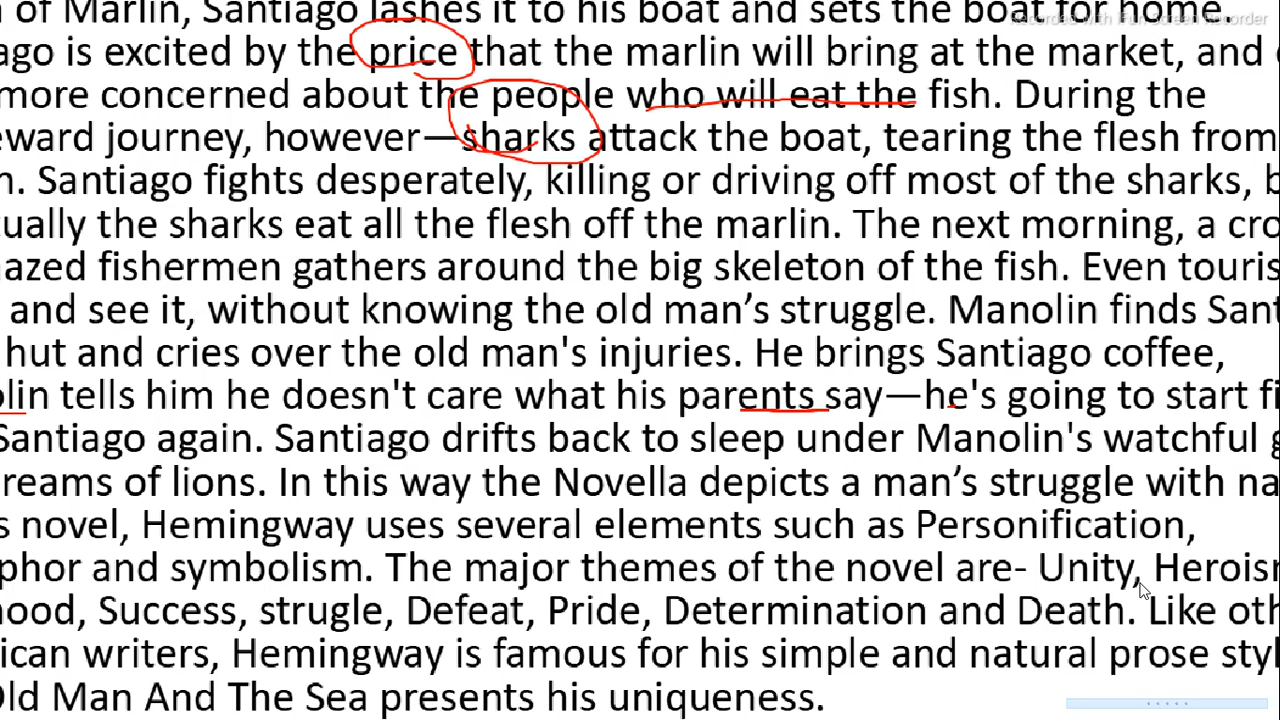 of Marlin, Santiago lashes it to his boat and sets the boat for home.
Recorded with iFun Screen Recorder
ago is excited by the price that the marlin will bring at the market, and
more concerned about the people who will eat the fish. During the
eward journey, however—sharks attack the boat, tearing the flesh from
n. Santiago fights desperately, killing or driving off most of the sharks, b
tually the sharks eat all the flesh off the marlin. The next morning, a cro
nazed fishermen gathers around the big skeleton of the fish. Even touris
and see it, without knowing the old man’s struggle. Manolin finds Sant
hut and cries over the old man's injuries. He brings Santiago coffee,
olin tells him he doesn't care what his parents say—he's going to start fi
Santiago again. Santiago drifts back to sleep under Manolin's watchful g
reams of lions. In this way the Novella depicts a man’s struggle with na
s novel, Hemingway uses several elements such as Personification,
phor and symbolism. The major themes of the novel are- Unity, Heroism
nood, Success, strugle, Defeat, Pride, Determination and Death. Like oth
ican writers, Hemingway is famous for his simple and natural prose styl
Old Man And The Sea presents his uniqueness.